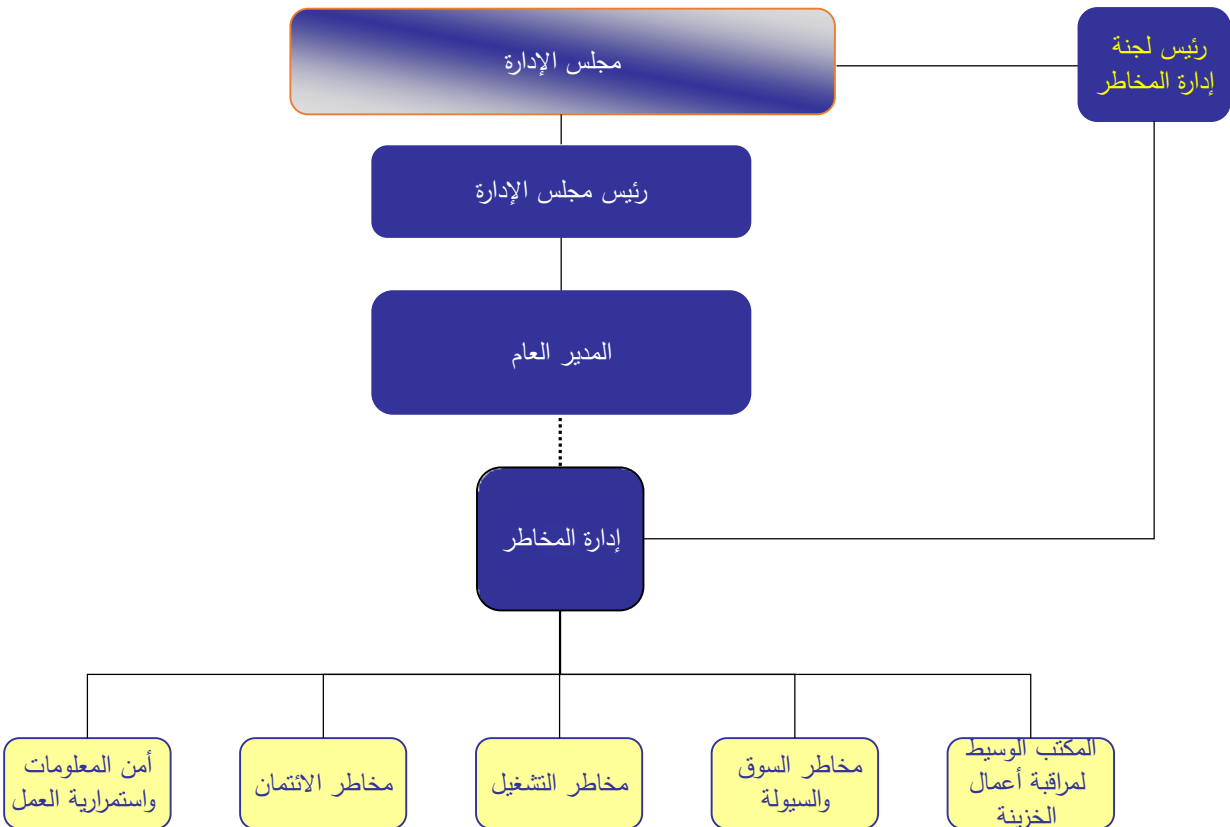 رئيس لجنة
إدارة المخاطر
مجلس الإدارة
رئيس مجلس الإدارة
المدير العام
إدارة المخاطر
المكتب الوسيط
لمراقبة أعمال
الخزينة
مخاطر السوق
والسيولة
مخاطر التشغيل
مخاطر الائتمان
أمن المعلومات
واستمرارية العمل